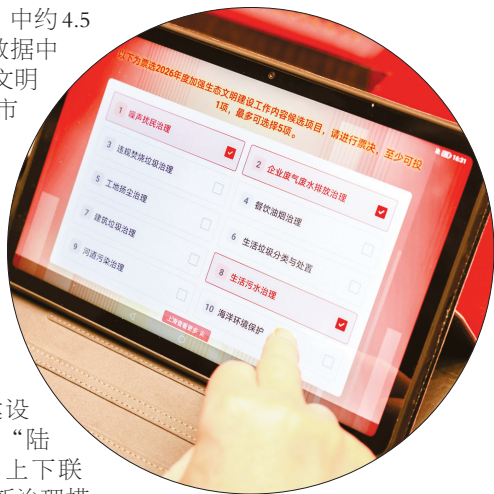 中约4.5
数据中
文明
市
以下为票选2026年度加强生态文明建设工作内容候选项目，请进行票决，至少可投
1项，最多可选择5项。
16:31
1 噪声扰民治理
2 企业废气废水排放治理
3 违规焚烧垃圾治理
4 餐饮油烟治理
5 工地扬尘治理
6 生活垃圾分类与处置
7 建筑垃圾治理
8 生活污水治理
9 河道污染治理
10 海洋环境保护
上滑查看更多
设
“陆
上下联